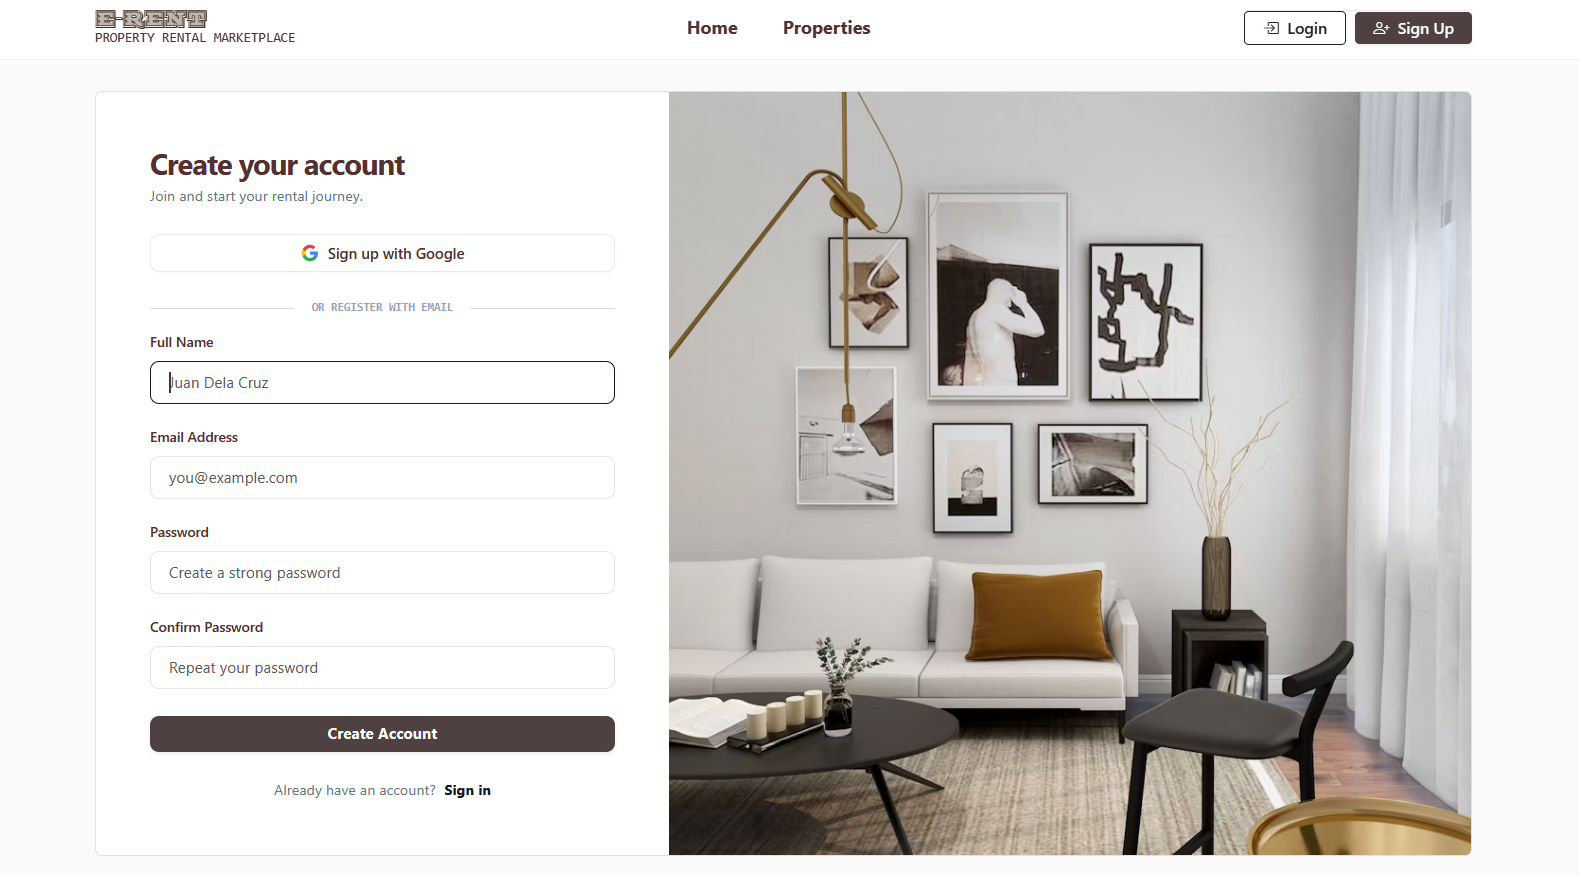 E-RENT
PROPERTY RENTAL MARKETPLACE
Home
Properties
Login
Sign Up
Create your account
Join and start your rental journey.
Sign up with Google
OR REGISTER WITH EMAIL
Full Name
Juan Dela Cruz
Email Address
you@example.com
Password
Create a strong password
Confirm Password
Repeat your password
Create Account
Already have an account? Sign in